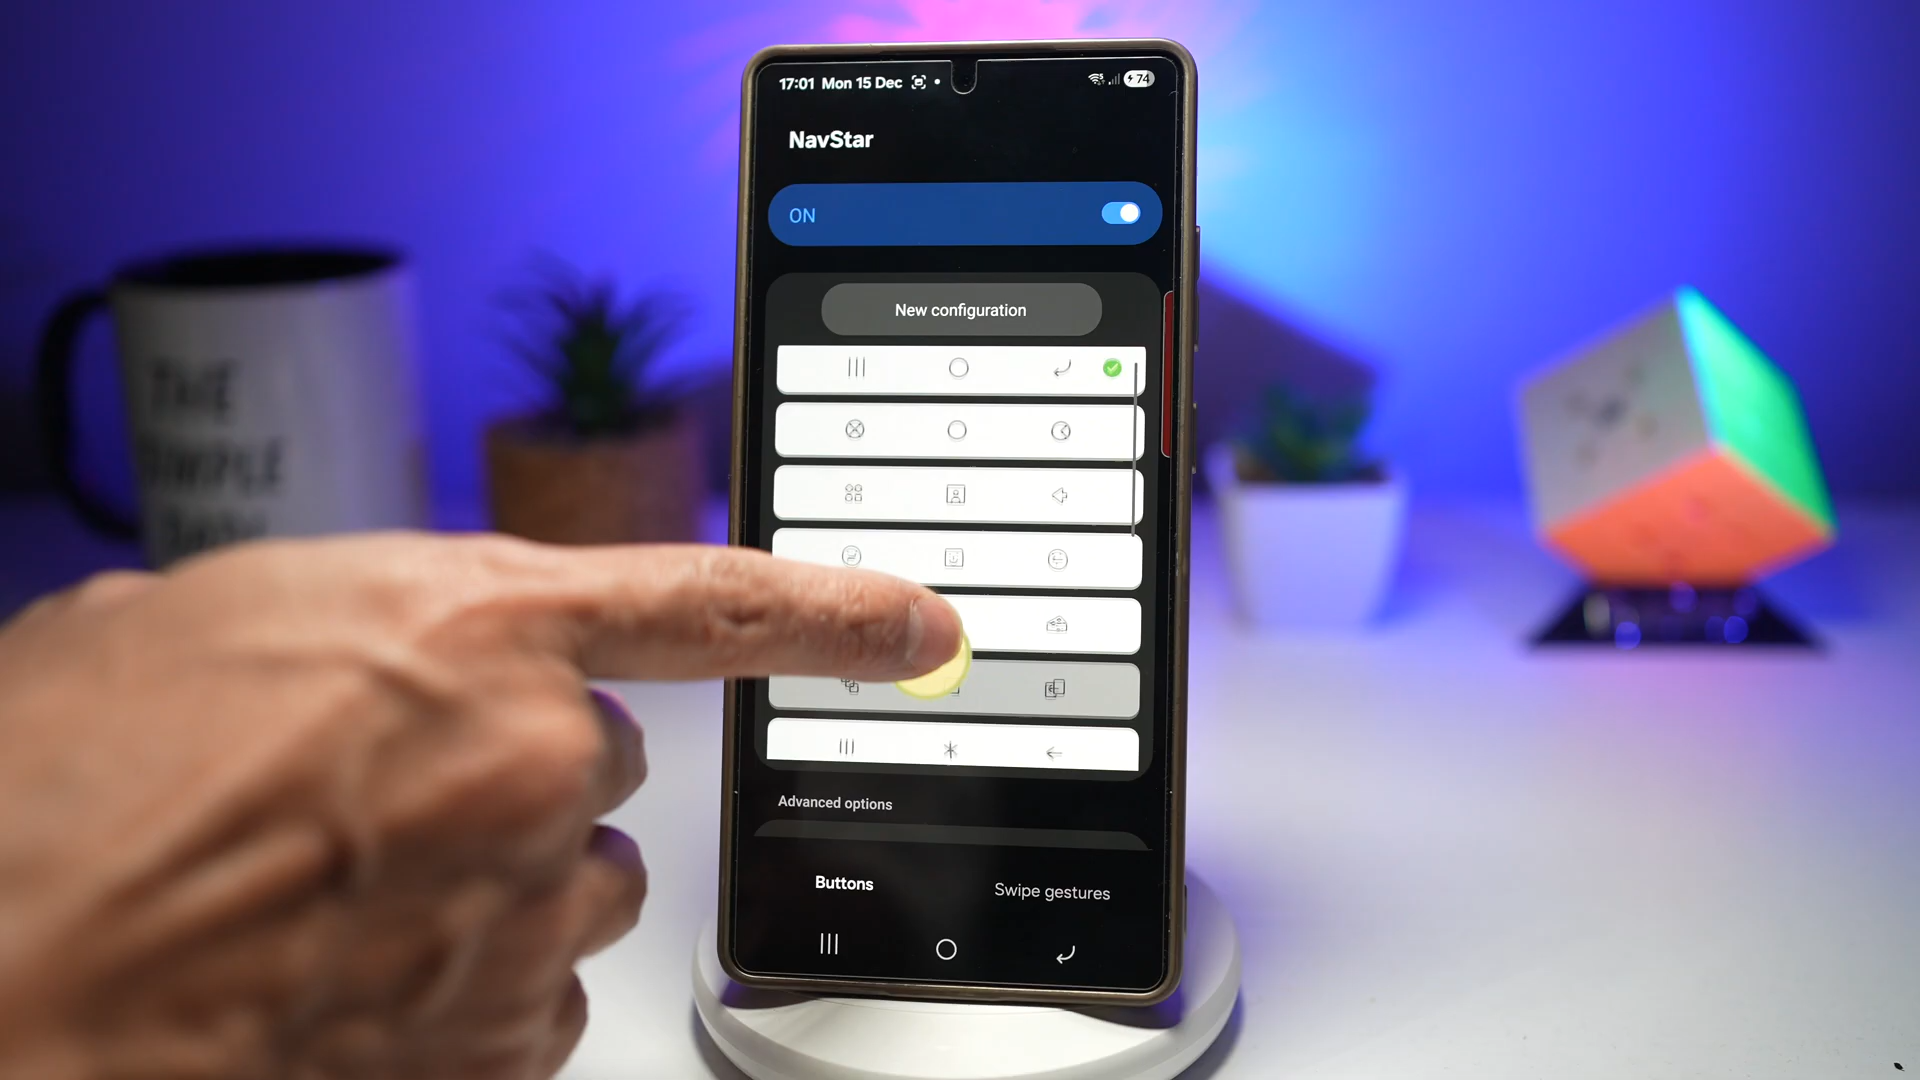 17:01 Mon 15 Dec
74
NavStar
ON
New configuration
Advanced options
Buttons
Swipe gestures